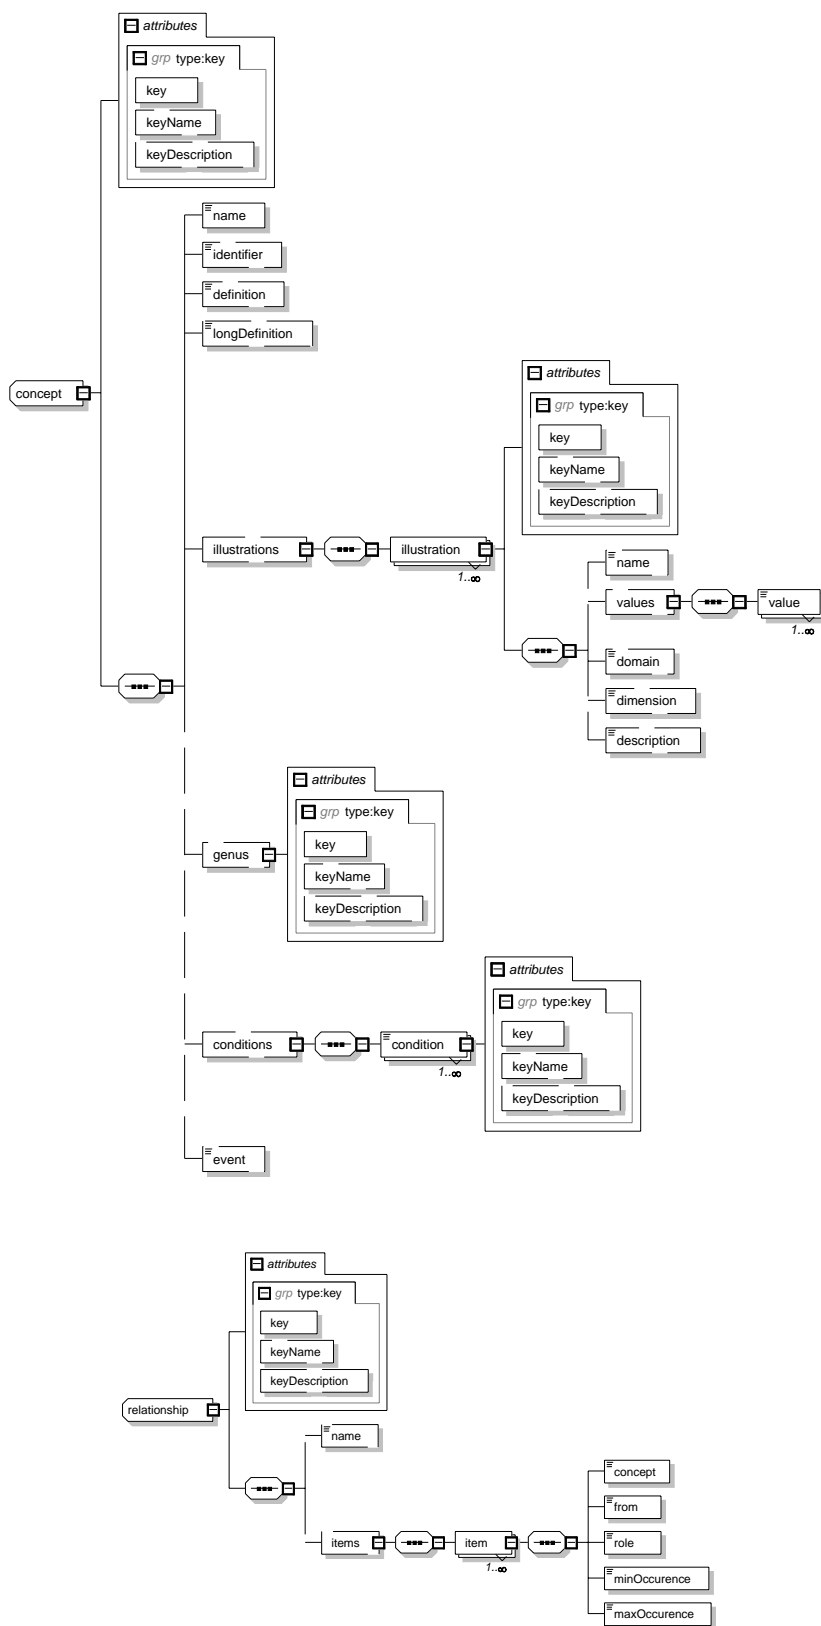 attributes
grp type:key
key
keyName
keyDescription
name
identifier
definition
longDefinition
concept
attributes
grp type:key
key
keyName
keyDescription
illustrations
illustration
1..∞
name
values
value
1..∞
domain
dimension
description
attributes
grp type:key
key
keyName
keyDescription
genus
attributes
grp type:key
key
keyName
keyDescription
conditions
condition
1..∞
event
attributes
grp type:key
key
keyName
keyDescription
relationship
name
items
item
1..∞
concept
from
role
minOccurence
maxOccurence